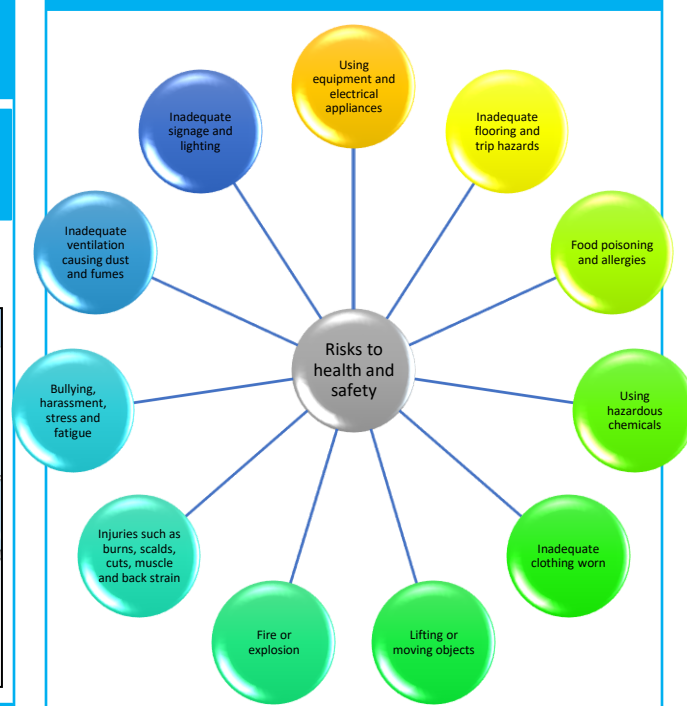 Risks to
health and
safety
Using
equipment and
electrical
appliances
Inadequate
flooring and
trip hazards
Food poisoning
and allergies
Using
hazardous
chemicals
Inadequate
clothing worn
Lifting or
moving objects
Fire or
explosion
Injuries such as
burns, scalds,
cuts, muscle
and back strain
Bullying,
harassment,
stress and
fatigue
Inadequate
ventilation
causing dust
and fumes
Inadequate
signage and
lighting